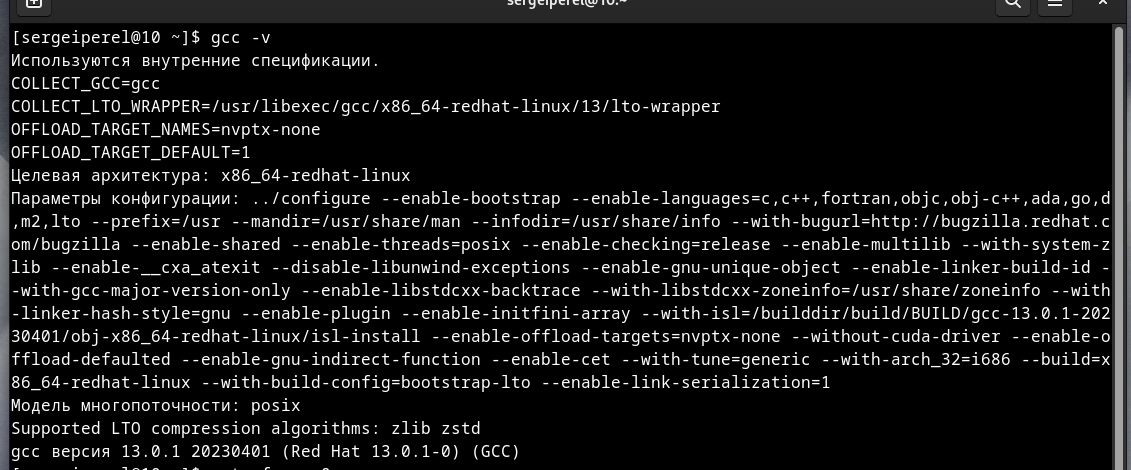 sergeiperel@10:~
[sergeiperel@10 ~]$ gcc -v
Используются внутренние спецификации.
COLLECT_GCC=gcc
COLLECT_LTO_WRAPPER=/usr/libexec/gcc/x86_64-redhat-linux/13/lto-wrapper
OFFLOAD_TARGET_NAMES=nvptx-none
OFFLOAD_TARGET_DEFAULT=1
Целевая архитектура: x86_64-redhat-linux
Параметры конфигурации: ../configure --enable-bootstrap --enable-languages=c,c++,fortran,objc,obj-c++,ada,go,d
,m2,lto --prefix=/usr --mandir=/usr/share/man --infodir=/usr/share/info --with-bugurl=http://bugzilla.redhat.c
om/bugzilla --enable-shared --enable-threads=posix --enable-checking=release --enable-multilib --with-system-z
lib --enable-__cxa_atexit --disable-libunwind-exceptions --enable-gnu-unique-object --enable-linker-build-id -
-with-gcc-major-version-only --enable-libstdcxx-backtrace --with-libstdcxx-zoneinfo=/usr/share/zoneinfo --with
-linker-hash-style=gnu --enable-plugin --enable-initfini-array --with-isl=/builddir/build/BUILD/gcc-13.0.1-202
30401/obj-x86_64-redhat-linux/isl-install --enable-offload-targets=nvptx-none --without-cuda-driver --enable-o
ffload-defaulted --enable-gnu-indirect-function --enable-cet --with-tune=generic --with-arch_32=i686 --build=x
86_64-redhat-linux --with-build-config=bootstrap-lto --enable-link-serialization=1
Модель многопоточности: posix
Supported LTO compression algorithms: zlib zstd
gcc версия 13.0.1 20230401 (Red Hat 13.0.1-0) (GCC)